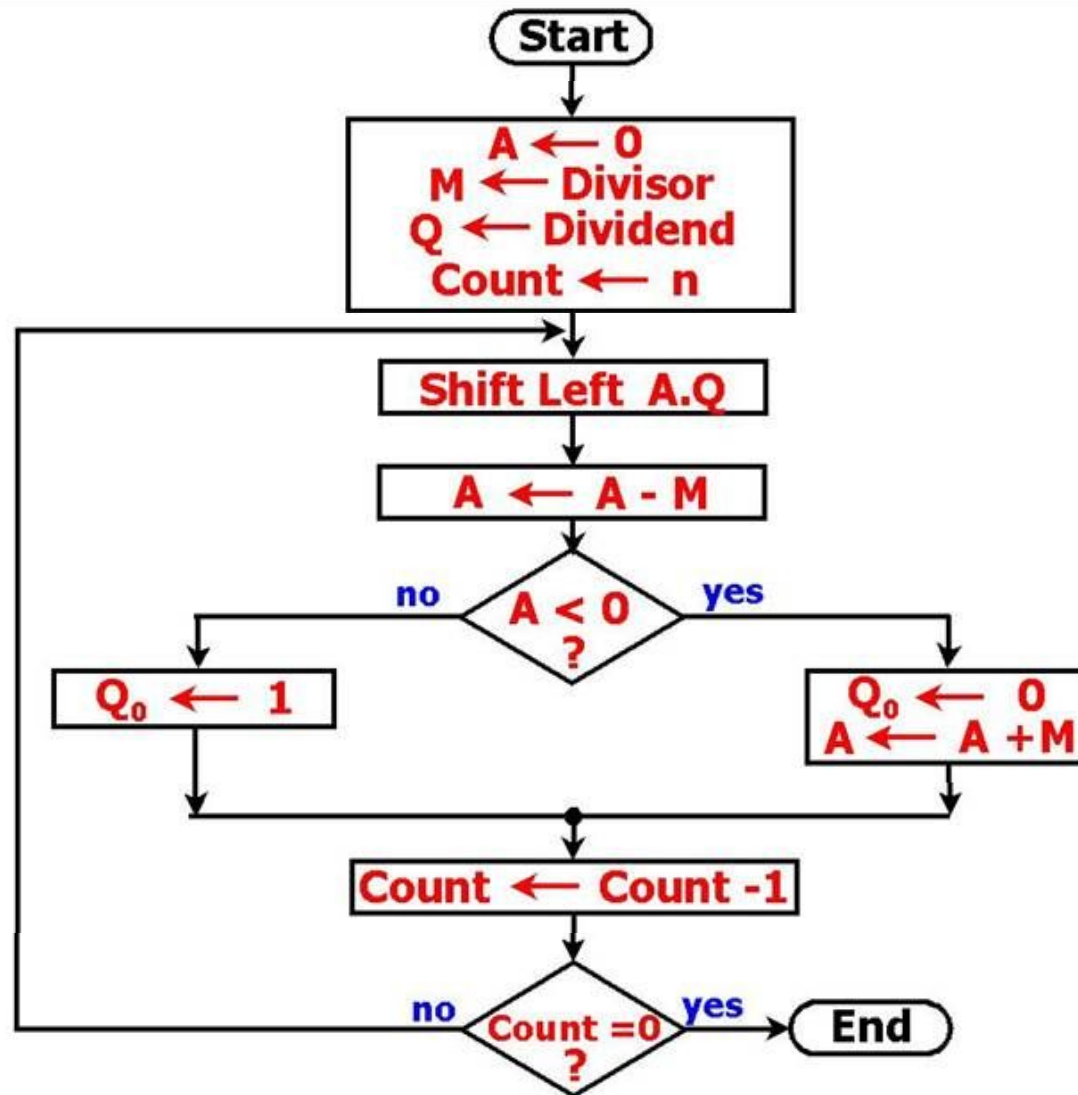 Start
A ← 0
M ← Divisor
Q ← Dividend
Count ← n
Shift Left A.Q
A ← A - M
no
A < 0
?
yes
Q₀ ← 1
Q₀ ← 0
A ← A +M
Count ← Count -1
no
Count =0
?
yes
End